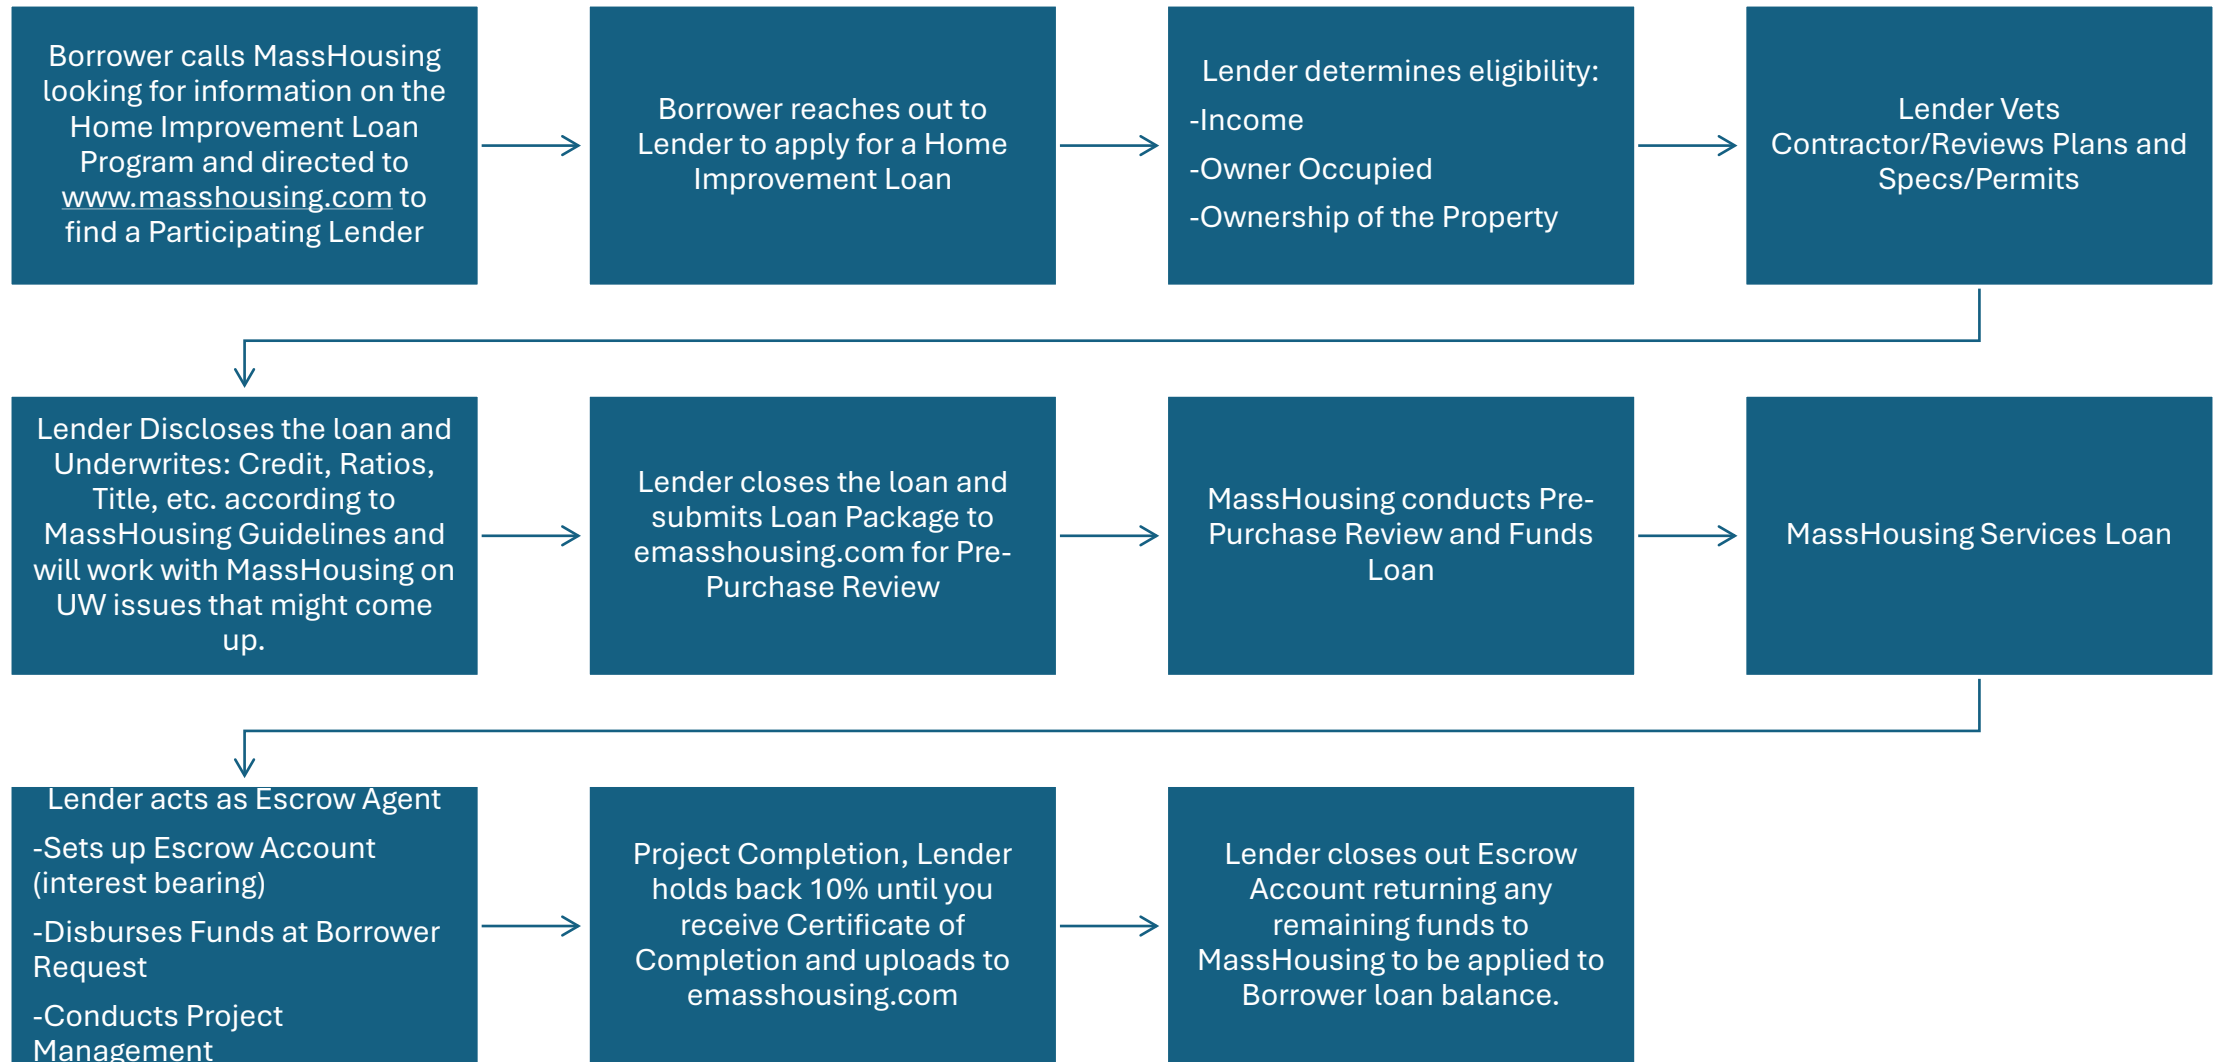 Borrower calls MassHousing
looking for information on the
Home Improvement Loan
Program and directed to
www.masshousing.com to
find a Participating Lender
Borrower reaches out to
Lender to apply for a Home
Improvement Loan
Lender determines eligibility:
-Income
-Owner Occupied
-Ownership of the Property
Lender Vets
Contractor/Reviews Plans and
Specs/Permits
Lender Discloses the loan and
Underwrites: Credit, Ratios,
Title, etc. according to
MassHousing Guidelines and
will work with MassHousing on
UW issues that might come
up.
Lender closes the loan and
submits Loan Package to
emasshousing.com for Pre-
Purchase Review
MassHousing conducts Pre-
Purchase Review and Funds
Loan
MassHousing Services Loan
Lender acts as Escrow Agent
-Sets up Escrow Account
(interest bearing)
-Disburses Funds at Borrower
Request
-Conducts Project
Management
Project Completion, Lender
holds back 10% until you
receive Certificate of
Completion and uploads to
emasshousing.com
Lender closes out Escrow
Account returning any
remaining funds to
MassHousing to be applied to
Borrower loan balance.